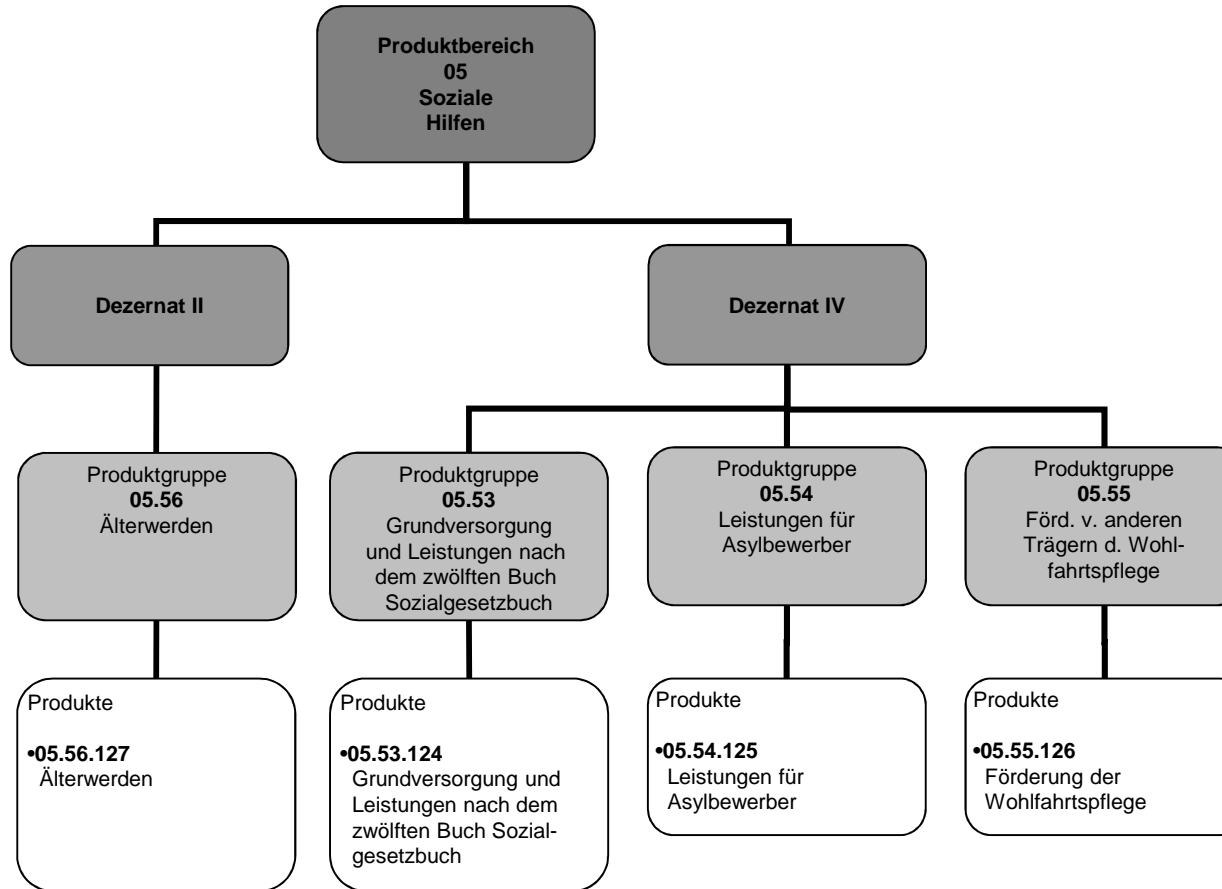 Produktbereich
05
Soziale
Hilfen
Dezernat II
Dezernat IV
Produktgruppe
05.56
Älterwerden
Produktgruppe
05.53
Grundversorgung
und Leistungen nach
dem zwölften Buch
Sozialgesetzbuch
Produktgruppe
05.54
Leistungen für
Asylbewerber
Produktgruppe
05.55
Förd. v. anderen
Trägern d. Wohl-
fahrtspflege
Produkte
•05.56.127
Älterwerden
Produkte
•05.53.124
Grundversorgung und
Leistungen nach dem
zwölften Buch Sozial-
gesetzbuch
Produkte
•05.54.125
Leistungen für
Asylbewerber
Produkte
•05.55.126
Förderung der
Wohlfahrtspflege